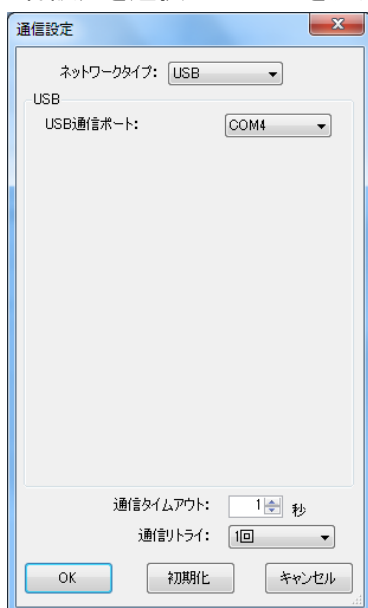 通信設定
ネットワークタイプ: USB
USB
USB通信ポート: COM4
通信タイムアウト: 1 秒
通信リトライ: 1回
OK 初期化 キャンセル